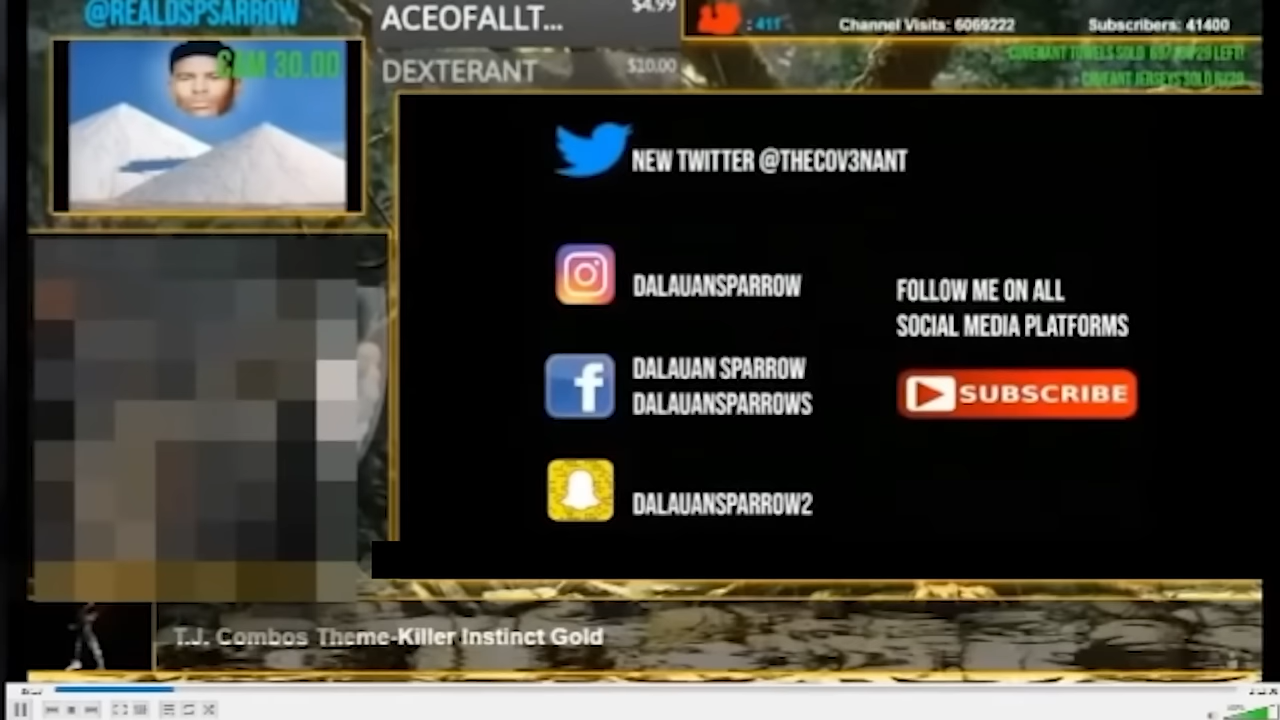 @REALDSPSARROW
ACEOFALLT...
$4.99
DEXTERANT
$10.00
: 411
Channel Visits: 6069222
Subscribers: 41400
30.00
NEW TWITTER @THECOV3NANT
DALAUANSPARROW
DALAUAN SPARROW
DALAUANSPARROWS
DALAUANSPARROW2
FOLLOW ME ON ALL
SOCIAL MEDIA PLATFORMS
SUBSCRIBE
T.J. Combos Theme-Killer Instinct Gold